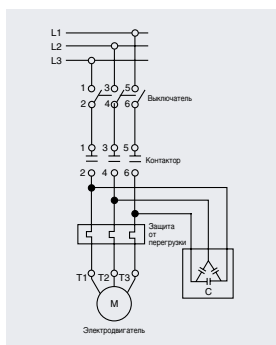 L1
L2
L3
1 3 5
2 4 6
Выключатель
1 3 5
2 4 6
Контактор
Защита
от
перегрузки
C
T1 T2 T3
M
Электродвигатель